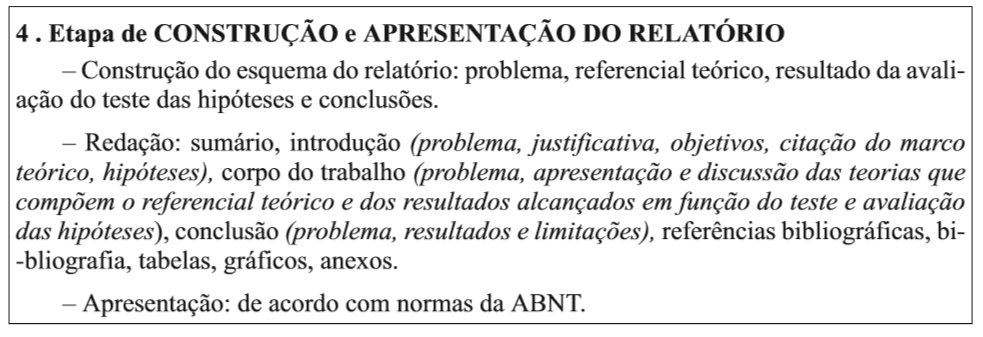 4 . Etapa de CONSTRUÇÃO e APRESENTAÇÃO DO RELATÓRIO
– Construção do esquema do relatório: problema, referencial teórico, resultado da avali-
ação do teste das hipóteses e conclusões.
– Redação: sumário, introdução (problema, justificativa, objetivos, citação do marco
teórico, hipóteses), corpo do trabalho (problema, apresentação e discussão das teorias que
compõem o referencial teórico e dos resultados alcançados em função do teste e avaliação
das hipóteses), conclusão (problema, resultados e limitações), referências bibliográficas, bi-
-bliografia, tabelas, gráficos, anexos.
– Apresentação: de acordo com normas da ABNT.